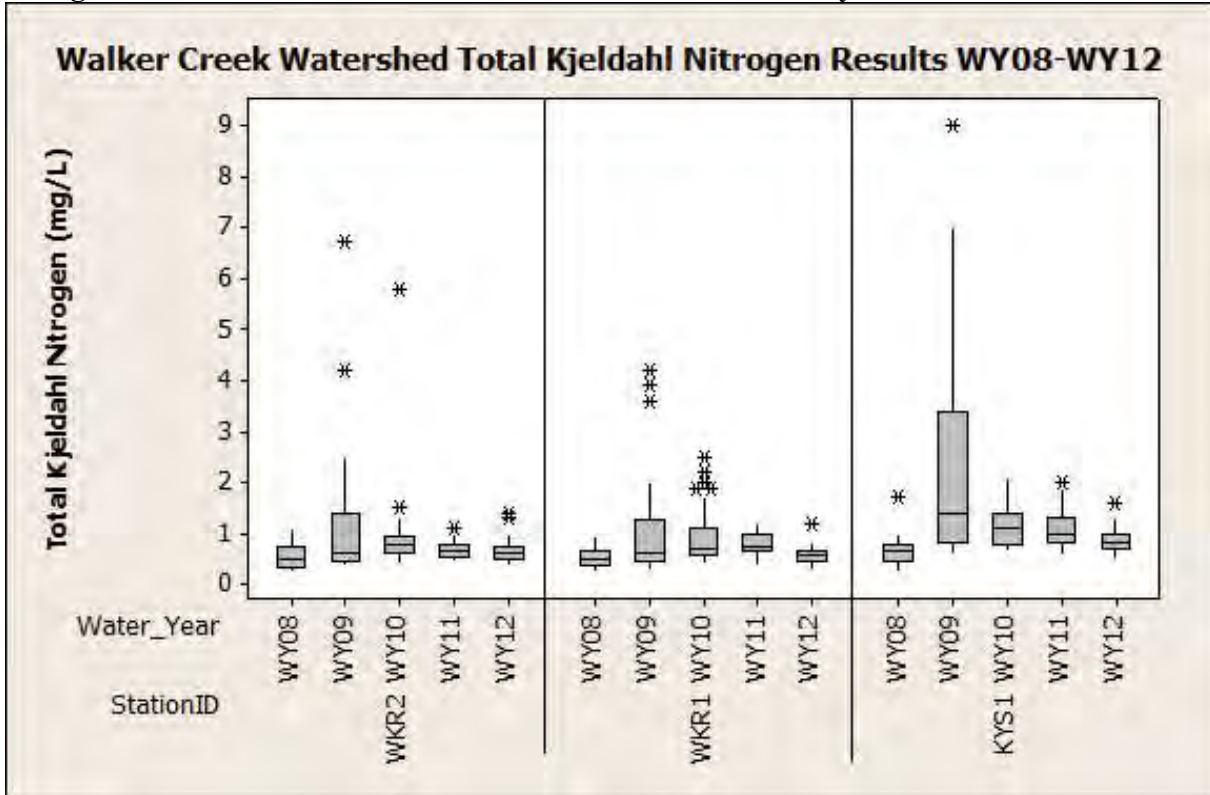 Walker Creek Watershed Total Kjeldahl Nitrogen Results WY08-WY12
Total Kjeldahl Ntrogen (mg/L)
9
8
7
6
5
4
3
2
1
0
Water_Year
WY08 WY09 WY10 WY11 WY12 WY08 WY09 WY10 WY11 WY12 WY08 WY09 WY10 WY11 WY12
StationID
WKR2 WKR1 KYS1